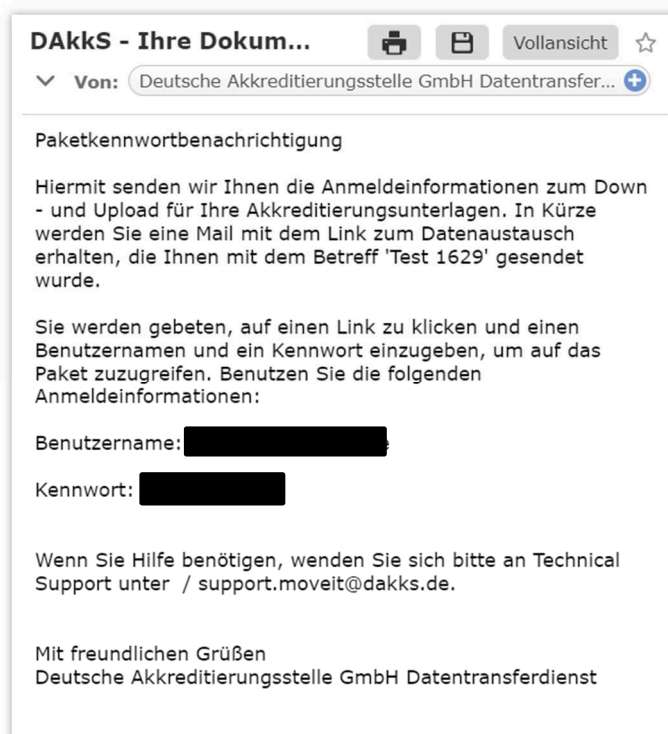 DAkkS - Ihre Dokum...
Vollansicht
Von: Deutsche Akkreditierungsstelle GmbH Datentransfer...
Paketkennwortbenachrichtigung
Hiermit senden wir Ihnen die Anmeldeinformationen zum Down
- und Upload für Ihre Akkreditierungsunterlagen. In Kürze
werden Sie eine Mail mit dem Link zum Datenaustausch
erhalten, die Ihnen mit dem Betreff 'Test 1629' gesendet
wurde.
Sie werden gebeten, auf einen Link zu klicken und einen
Benutzernamen und ein Kennwort einzugeben, um auf das
Paket zuzugreifen. Benutzen Sie die folgenden
Anmeldeinformationen:
Benutzername:
Kennwort:
Wenn Sie Hilfe benötigen, wenden Sie sich bitte an Technical
Support unter  / support.moveit@dakks.de.
Mit freundlichen Grüßen
Deutsche Akkreditierungsstelle GmbH Datentransferdienst